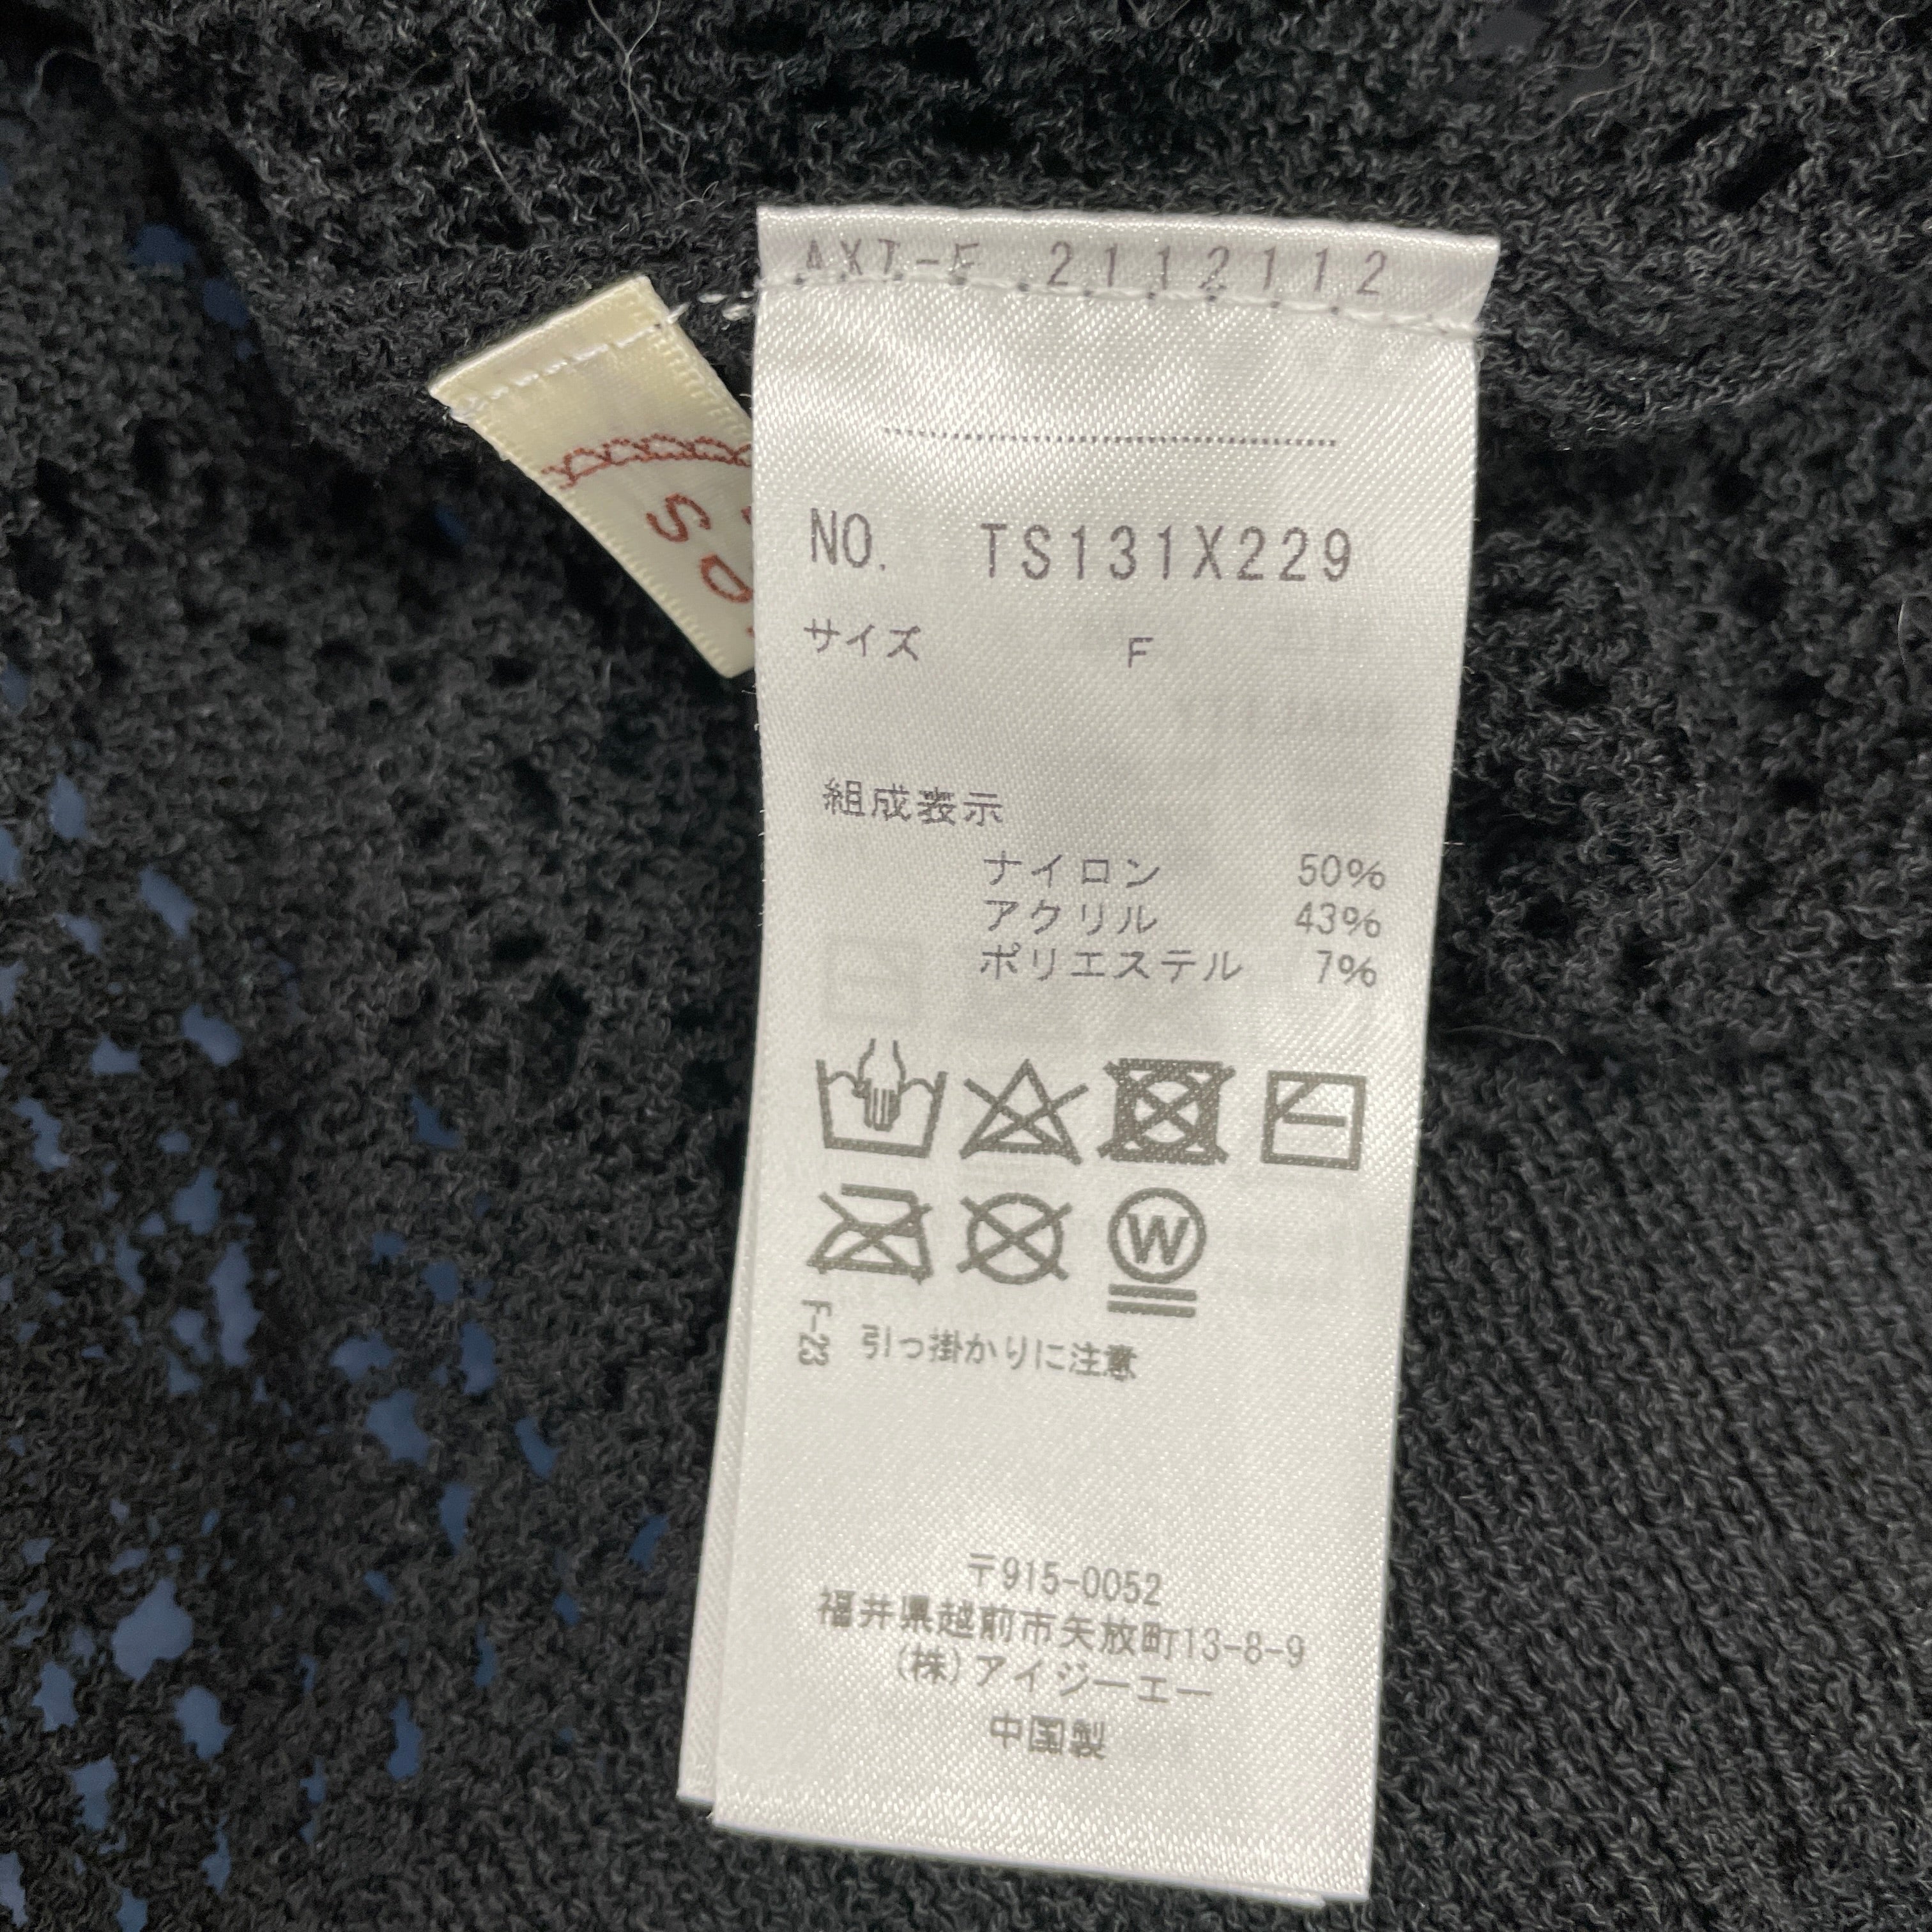 AXT-F 2112112
NO. TS131X229
サイズ F
組成表示
ナイロン 50%
アクリル 43%
ポリエステル 7%
W
F-23 引っ掛かりに注意
〒915-0052
福井県越前市矢放町13-8-9
(株)アイジーエー
中国製